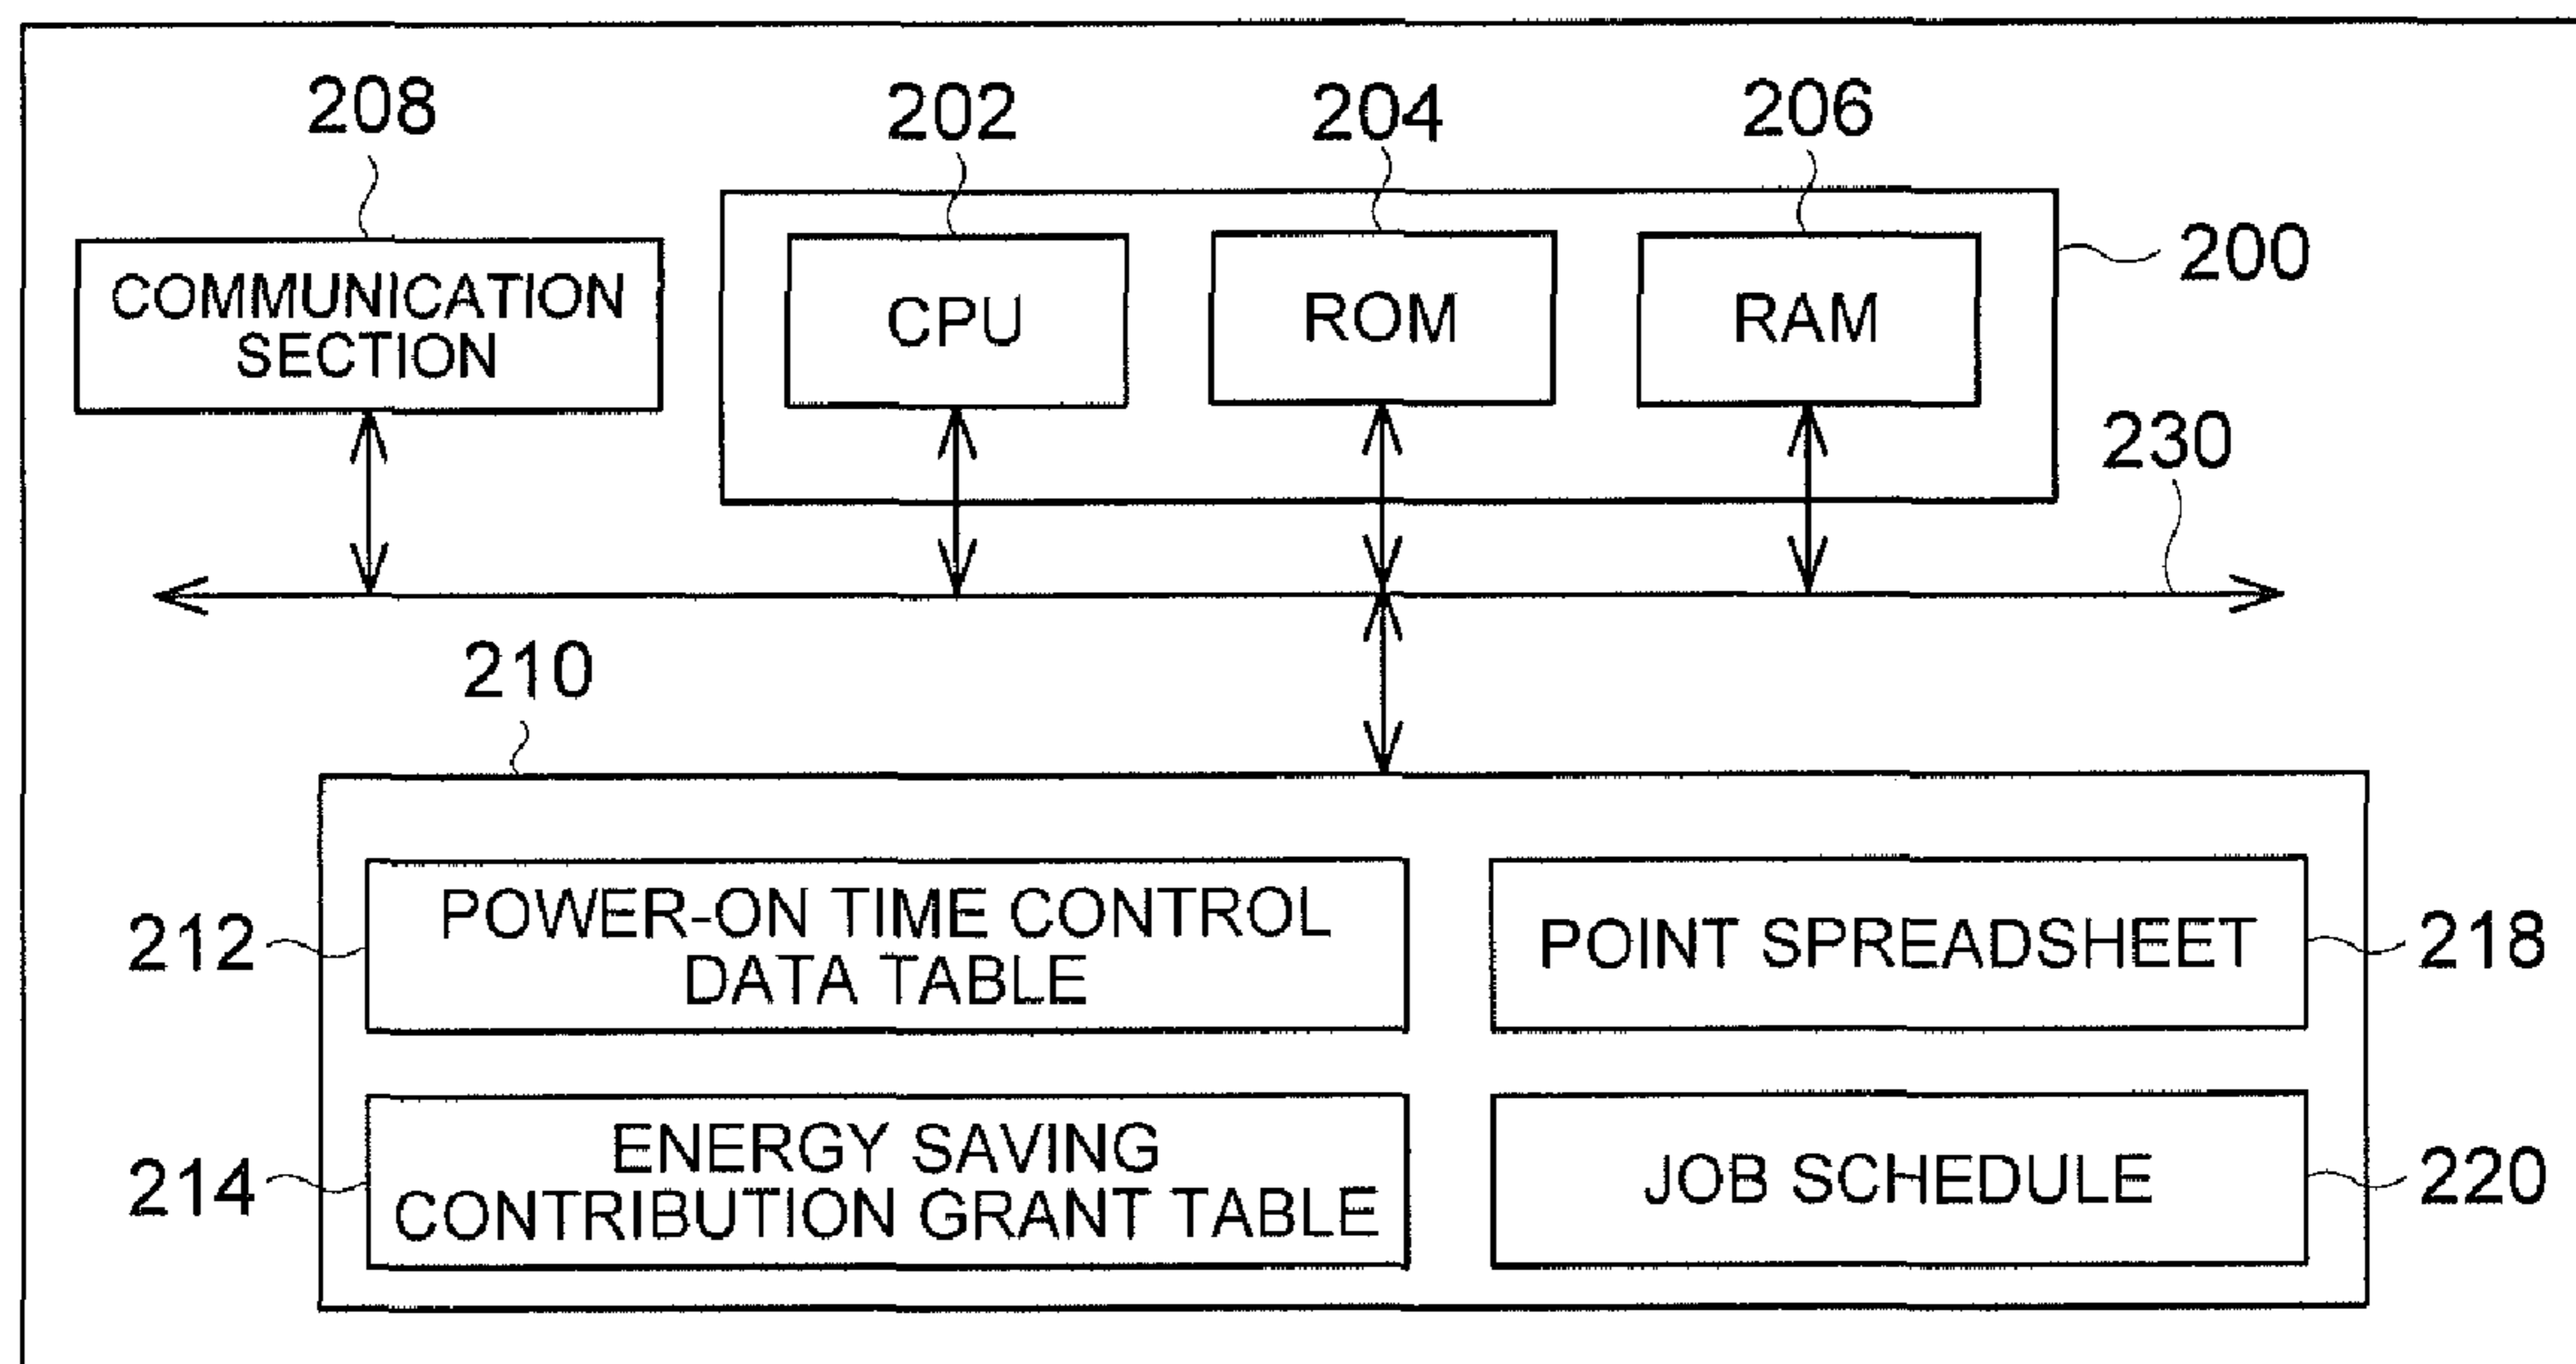 208
202
204
206
COMMUNICATION
SECTION
CPU
ROM
RAM
200
230
210
212
POWER-ON TIME CONTROL
DATA TABLE
POINT SPREADSHEET
218
214
ENERGY SAVING
CONTRIBUTION GRANT TABLE
JOB SCHEDULE
220